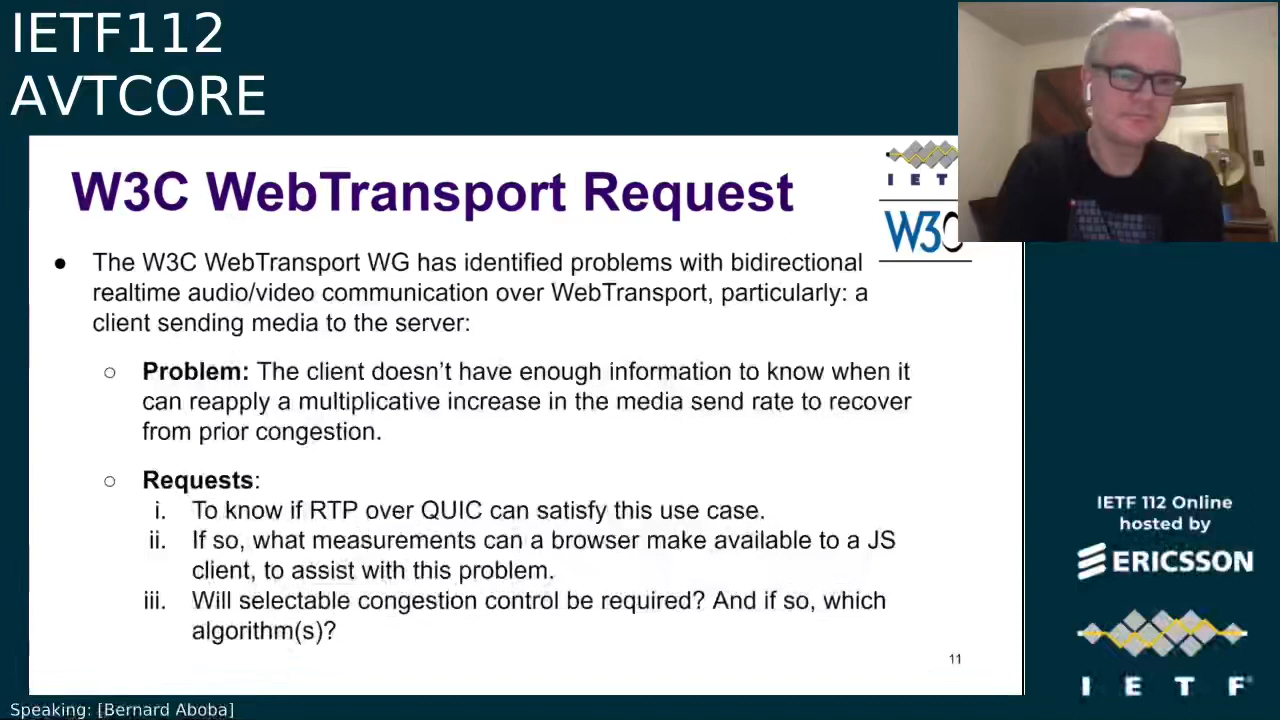 IETF112
AVTCORE
W3C WebTransport Request
I E T
W3C
● The W3C WebTransport WG has identified problems with bidirectional
realtime audio/video communication over WebTransport, particularly: a
client sending media to the server:
○ Problem: The client doesn’t have enough information to know when it
can reapply a multiplicative increase in the media send rate to recover
from prior congestion.
○ Requests:
i. To know if RTP over QUIC can satisfy this use case.
ii. If so, what measurements can a browser make available to a JS
client, to assist with this problem.
iii. Will selectable congestion control be required? And if so, which
algorithm(s)?
11
IETF 112 Online
hosted by
ERICSSON
I E T F®
Speaking: [Bernard Aboba]